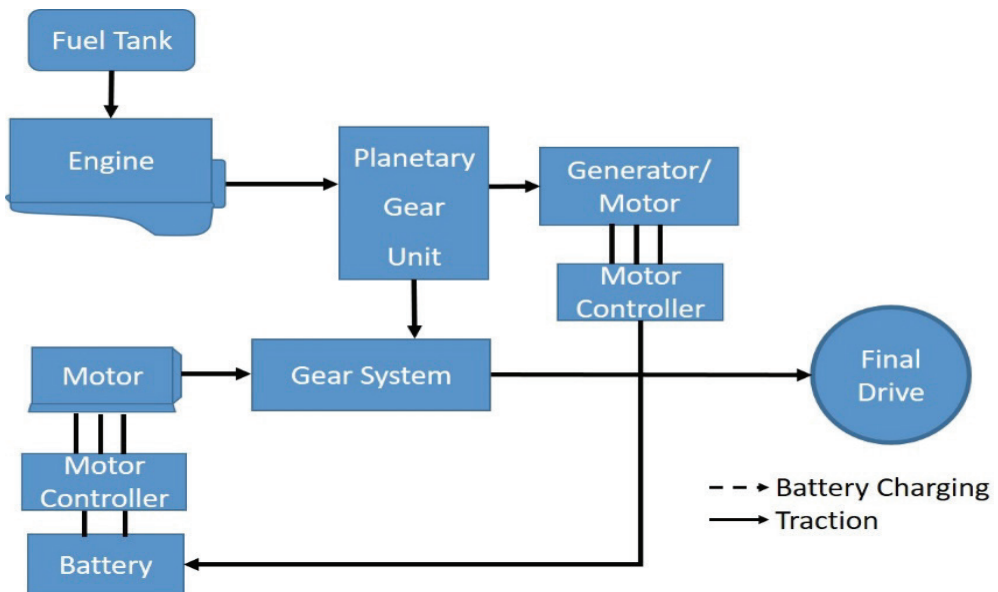 Fuel Tank
Engine
Planetary
Gear
Unit
Generator/
Motor
Motor
Controller
Motor
Gear System
Final
Drive
Motor
Controller
Battery
Battery Charging
Traction